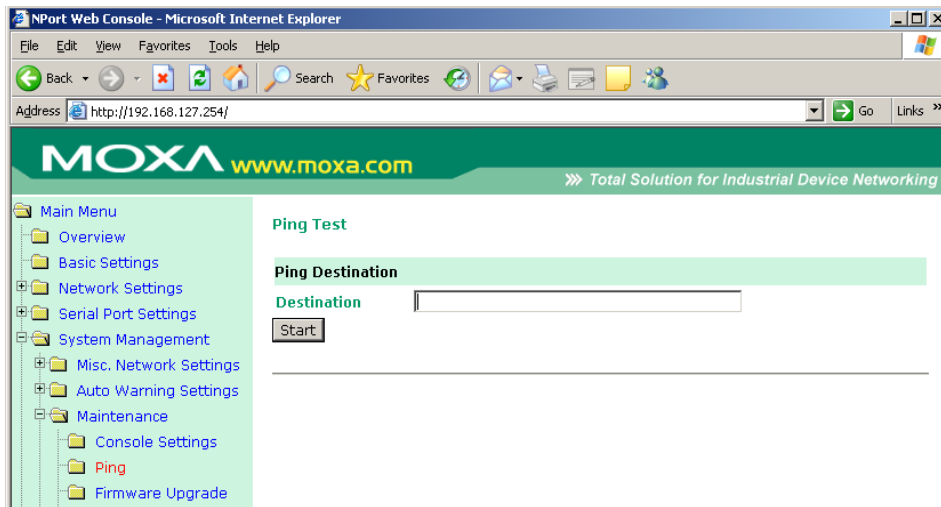 NPort Web Console - Microsoft Internet Explorer
File Edit View Favorites Tools Help
Back Search Favorites
Address http://192.168.127.254/ Go Links »
MOXA www.moxa.com
Total Solution for Industrial Device Networking
Main Menu
Overview
Basic Settings
Network Settings
Serial Port Settings
System Management
Misc. Network Settings
Auto Warning Settings
Maintenance
Console Settings
Ping
Firmware Upgrade
Ping Test
Ping Destination
Destination
Start